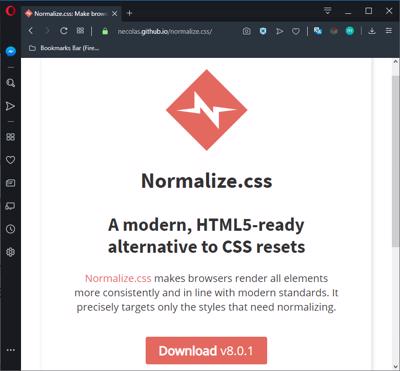 Normalize.css: Make brows
necolas.github.io/normalize.css/
Bookmarks Bar (Fire...
Normalize.css
A modern, HTML5-ready
alternative to CSS resets
Normalize.css makes browsers render all elements
more consistently and in line with modern standards. It
precisely targets only the styles that need normalizing.
Download v8.0.1